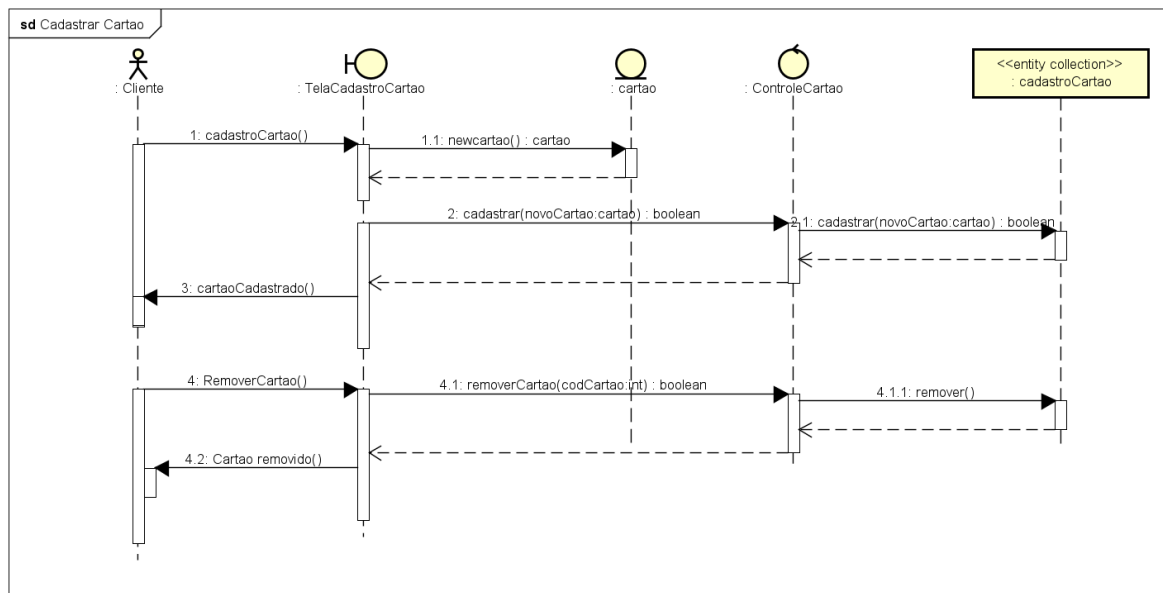 sd Cadastrar Cartao
: Cliente
: TelaCadastroCartao
: cartao
: ControleCartao
<<entity collection>>
: cadastroCartao
1: cadastroCartao()
1.1: newcartao() : cartao
2: cadastrar(novoCartao:cartao) : boolean
2.1: cadastrar(novoCartao:cartao) : boolean
3: cartaoCadastrado()
4: RemoverCartao()
4.1: removerCartao(codCartao:int) : boolean
4.1.1: remover()
4.2: Cartao removido()